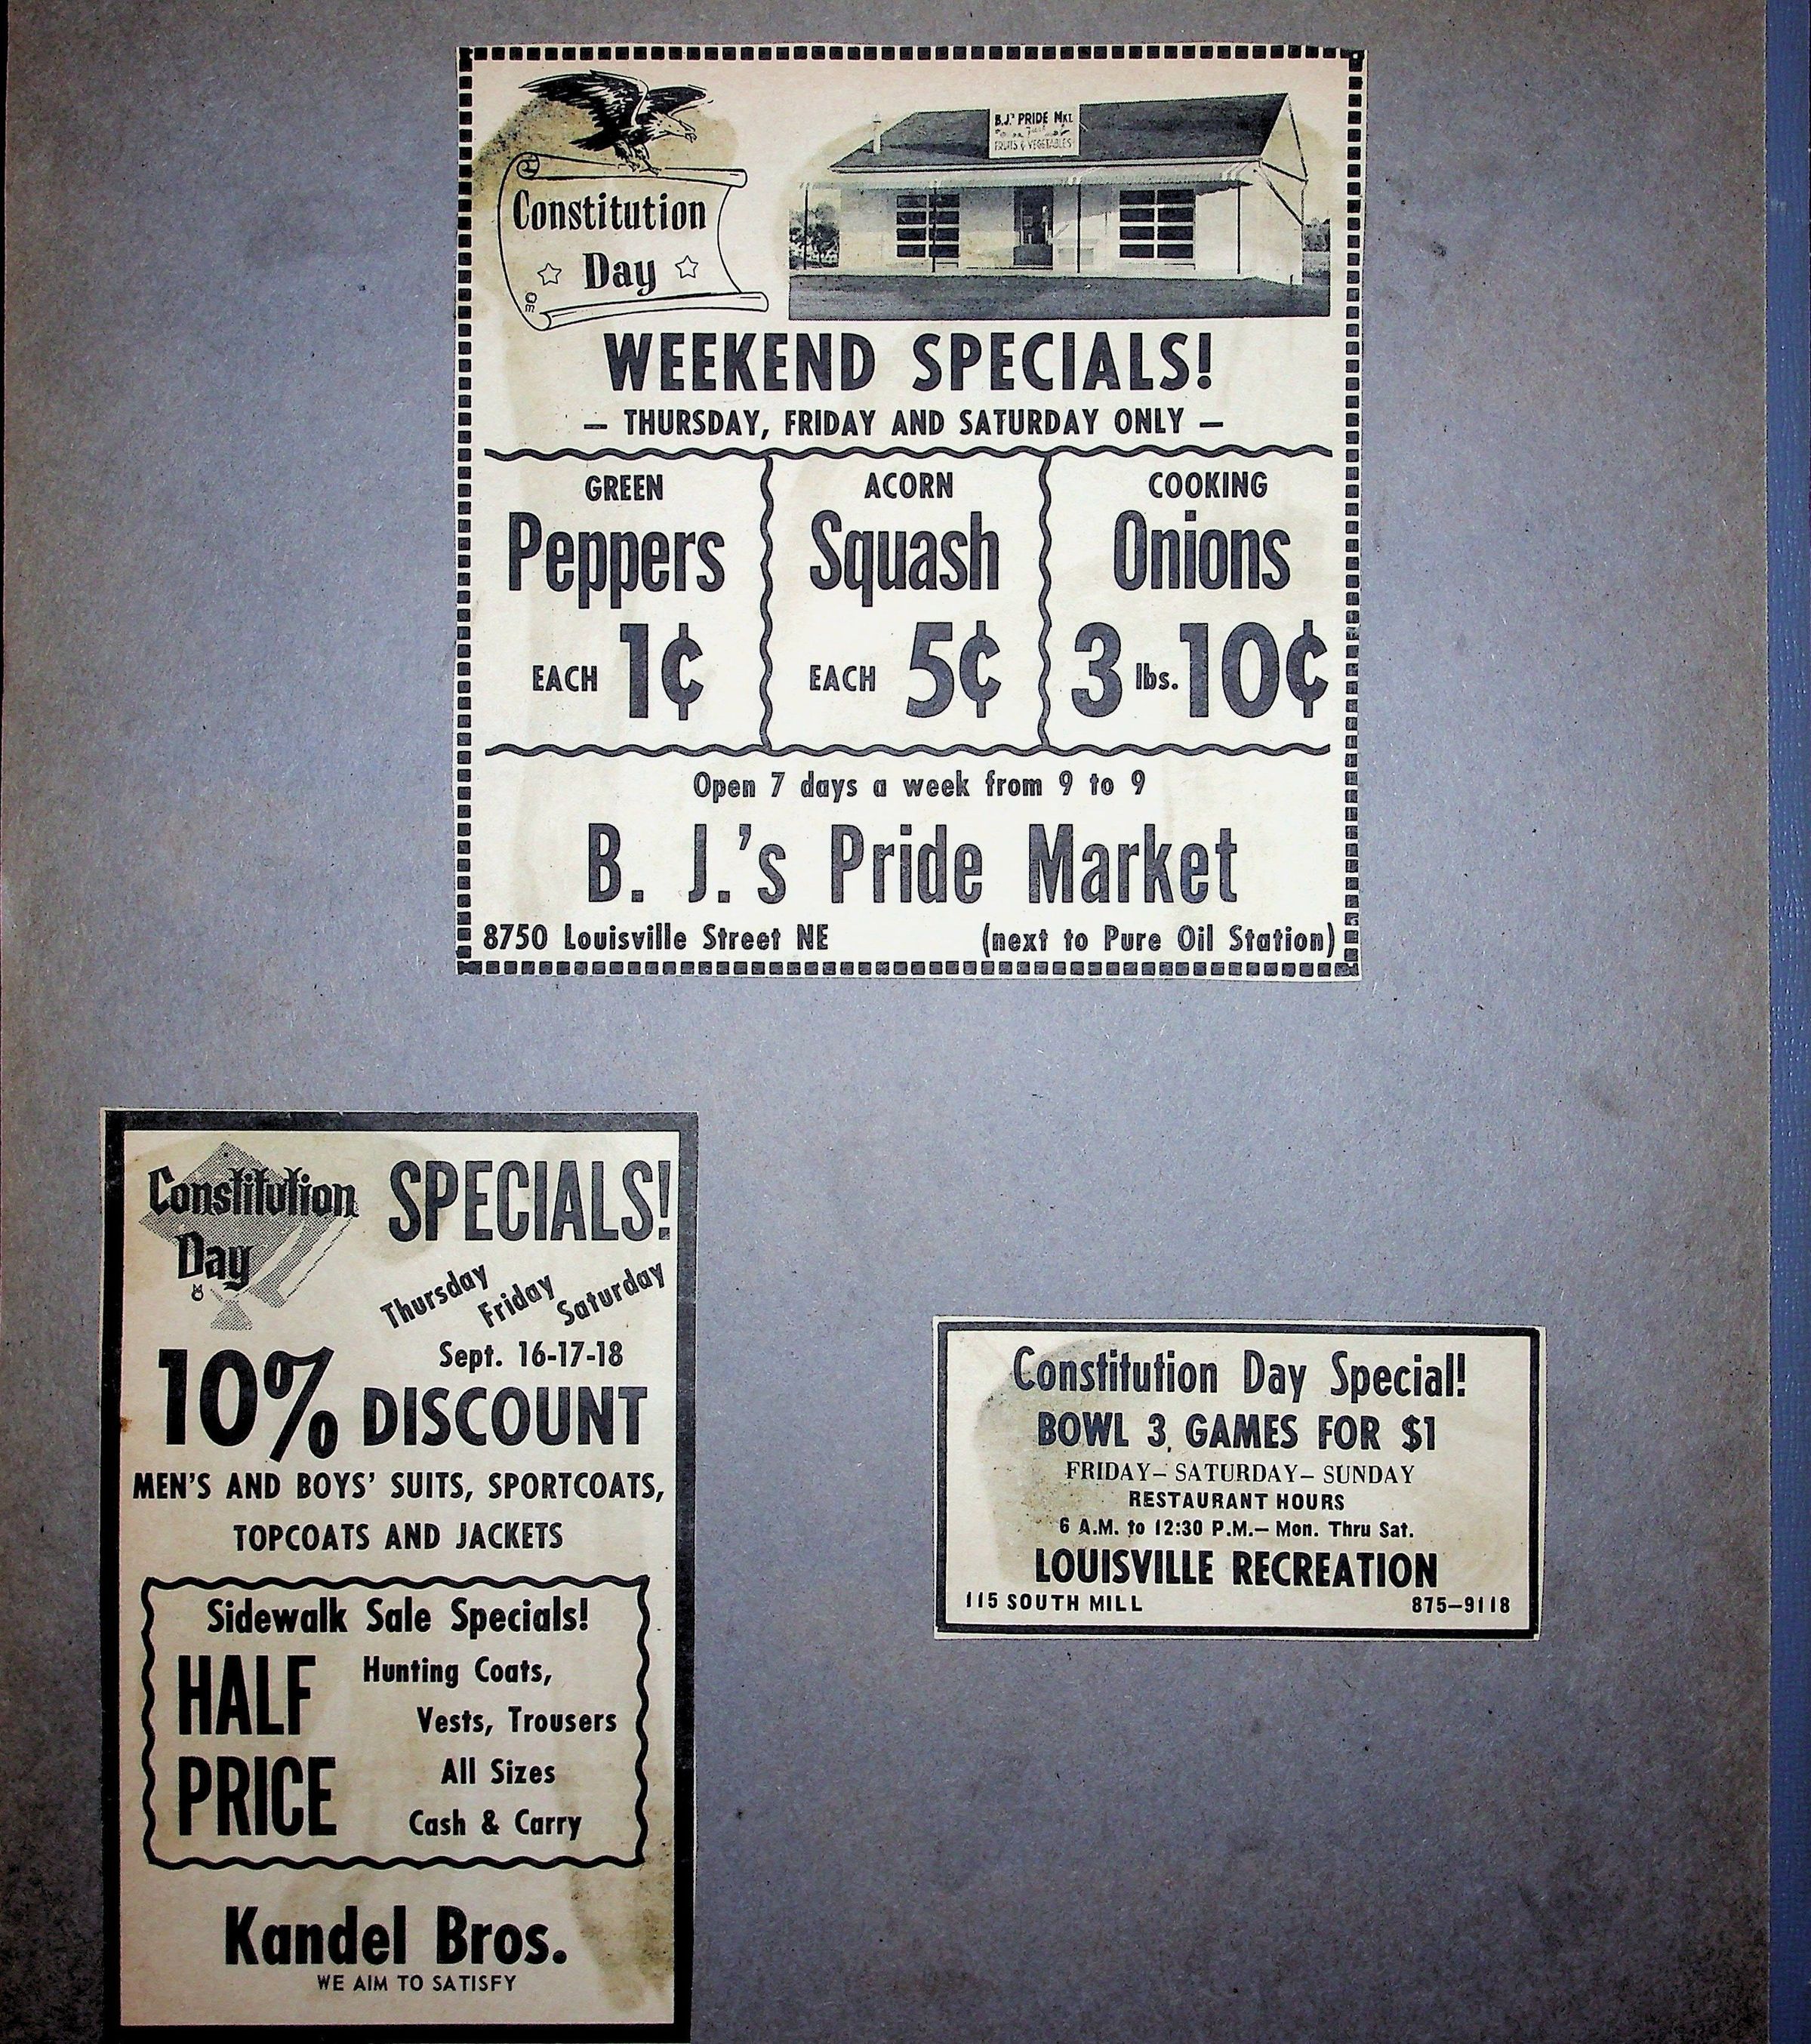 Constitution
Day
B.J.'s PRIDE MKT.
FRUITS & VEGETABLES
WEEKEND SPECIALS!
— THURSDAY, FRIDAY AND SATURDAY ONLY —
GREEN
Peppers
EACH 1¢
ACORN
Squash
EACH 5¢
COOKING
Onions
3 lbs. 10¢
Open 7 days a week from 9 to 9
B. J.'s Pride Market
8750 Louisville Street NE (next to Pure Oil Station)
Constitution
Day
SPECIALS!
Thursday
Friday
Saturday
Sept. 16-17-18
10% DISCOUNT
MEN'S AND BOYS' SUITS, SPORTCOATS,
TOPCOATS AND JACKETS
Sidewalk Sale Specials!
HALF
PRICE
Hunting Coats,
Vests, Trousers
All Sizes
Cash & Carry
Kandel Bros.
WE AIM TO SATISFY
Constitution Day Special!
BOWL 3 GAMES FOR $1
FRIDAY— SATURDAY— SUNDAY
RESTAURANT HOURS
6 A.M. to 12:30 P.M.— Mon. Thru Sat.
LOUISVILLE RECREATION
115 SOUTH MILL 875—9118